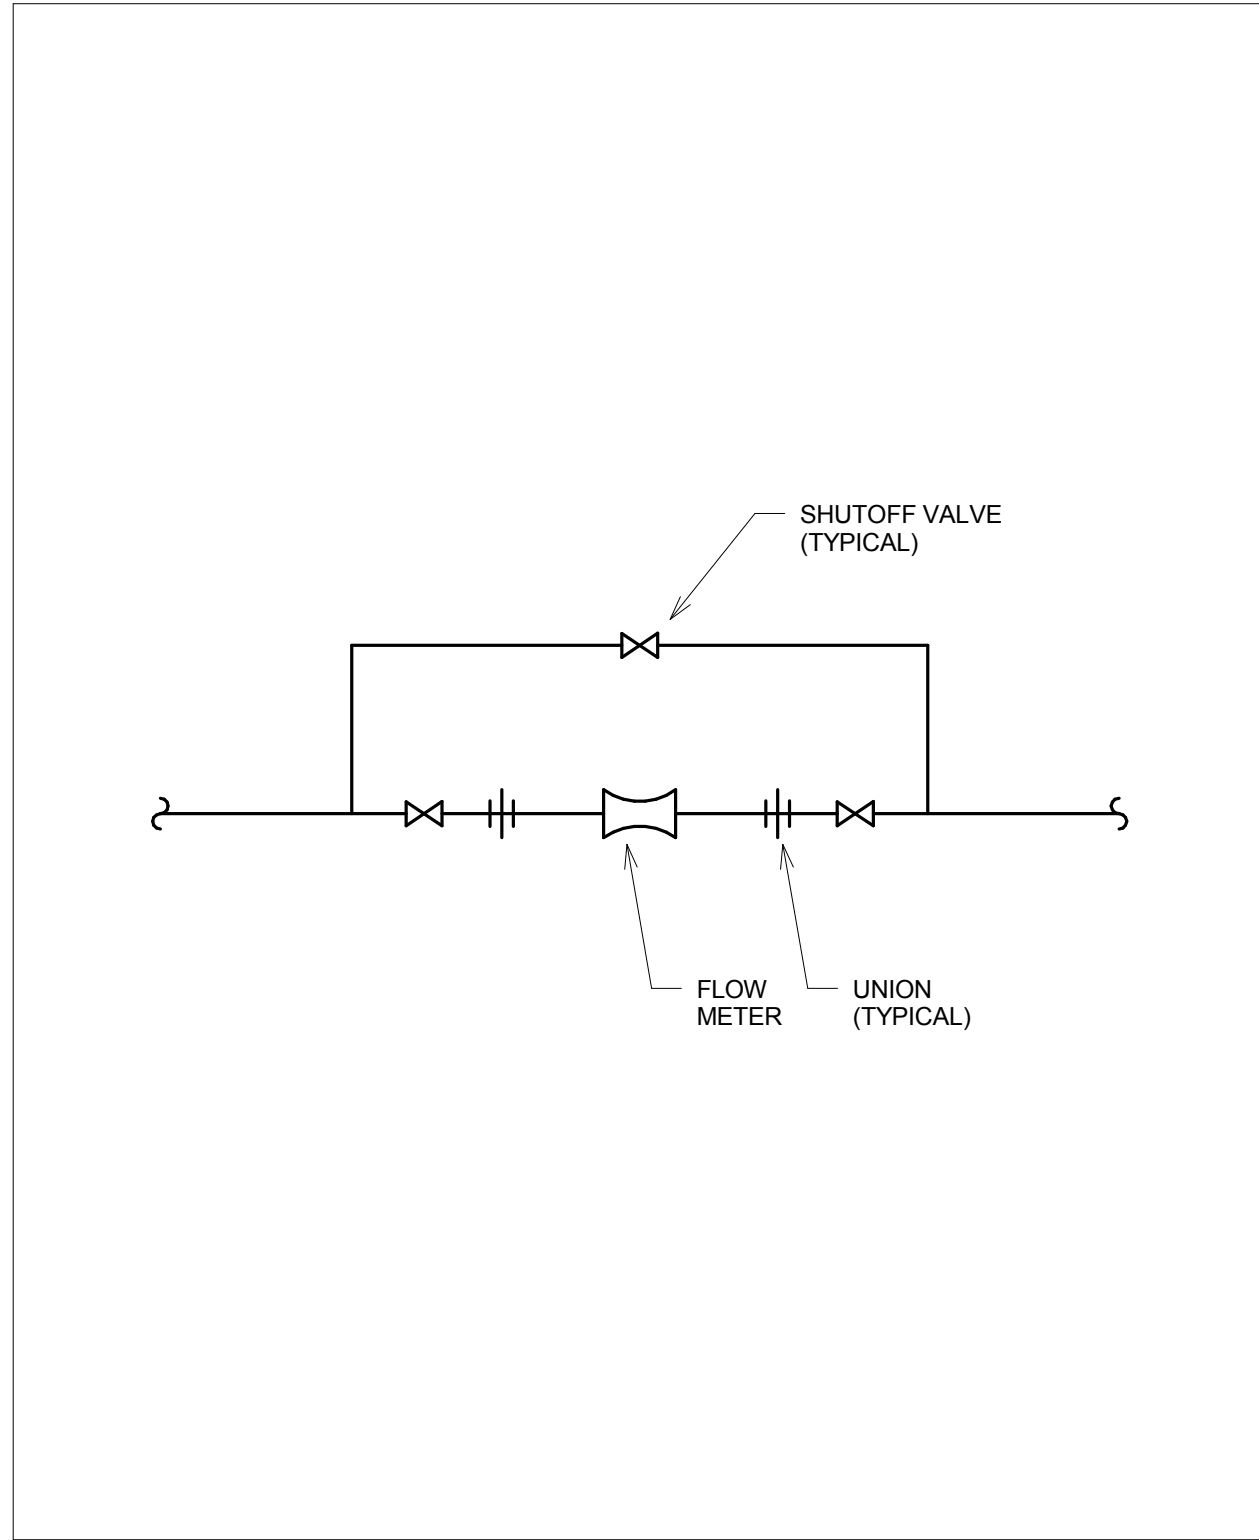 SHUTOFF VALVE
(TYPICAL)
FLOW
METER
UNION
(TYPICAL)